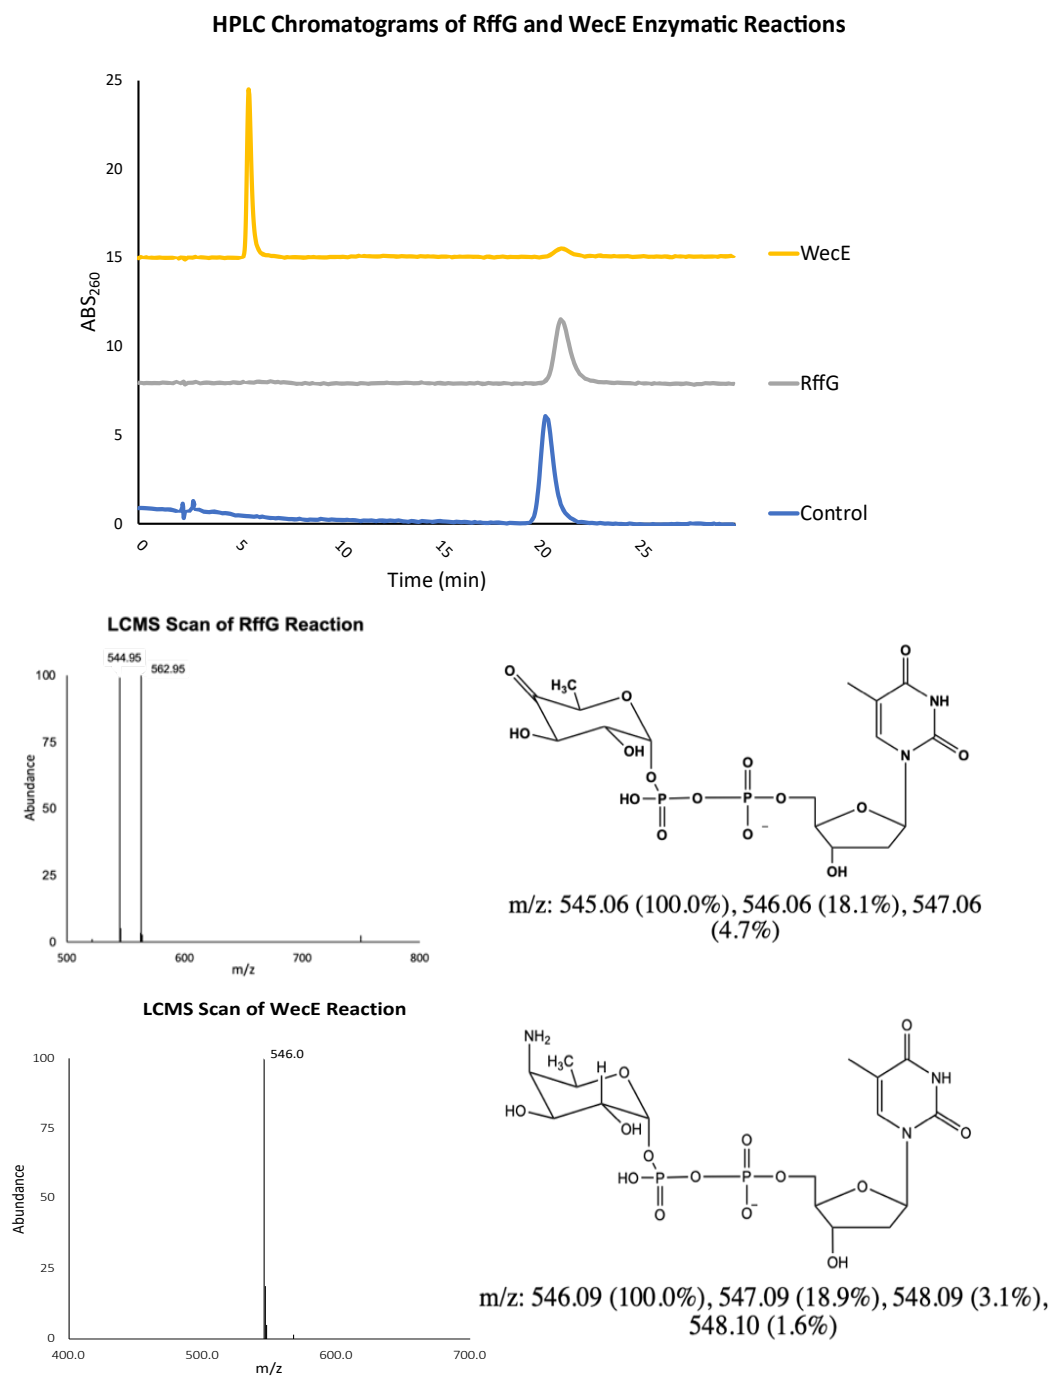 HPLC Chromatograms of RffG and WecE Enzymatic Reactions
25
20
15
10
5
0
ABS260
0
5
10
15
20
25
Time (min)
WecE
RffG
Control
LCMS Scan of RffG Reaction
544.95
562.95
100
75
50
25
0
Abundance
500
600
700
800
m/z
O
H₃C
O
HO
OH
O
HO
P
O
P
O
O
O
O
–
O
NH
N
O
O
OH
m/z: 545.06 (100.0%), 546.06 (18.1%), 547.06
(4.7%)
LCMS Scan of WecE Reaction
546.0
100
75
50
25
0
Abundance
400.0
500.0
600.0
700.0
m/z
NH₂
H₃C
H
O
HO
OH
O
HO
P
O
P
O
O
O
O–
O
NH
N
O
O
OH
m/z: 546.09 (100.0%), 547.09 (18.9%), 548.09 (3.1%),
548.10 (1.6%)